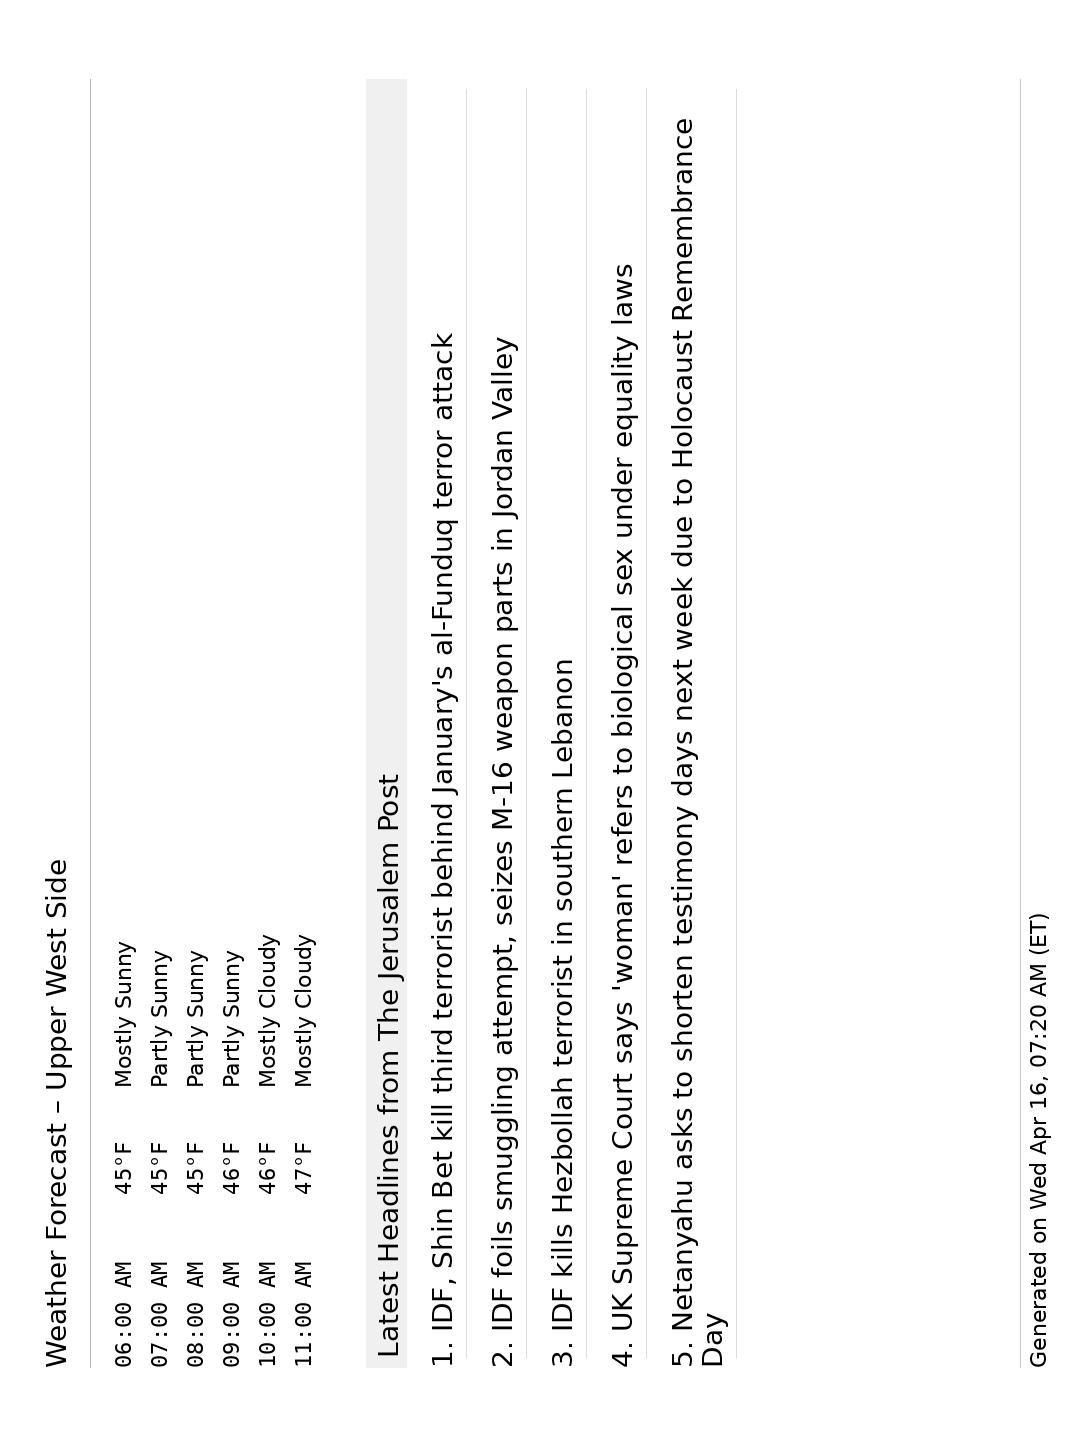 Weather Forecast – Upper West Side
06:00 AM 45°F Mostly Sunny
07:00 AM 45°F Partly Sunny
08:00 AM 45°F Partly Sunny
09:00 AM 46°F Partly Sunny
10:00 AM 46°F Mostly Cloudy
11:00 AM 47°F Mostly Cloudy
Latest Headlines from The Jerusalem Post
1. IDF, Shin Bet kill third terrorist behind January's al-Funduq terror attack
2. IDF foils smuggling attempt, seizes M-16 weapon parts in Jordan Valley
3. IDF kills Hezbollah terrorist in southern Lebanon
4. UK Supreme Court says 'woman' refers to biological sex under equality laws
5. Netanyahu asks to shorten testimony days next week due to Holocaust Remembrance
Day
Generated on Wed Apr 16, 07:20 AM (ET)